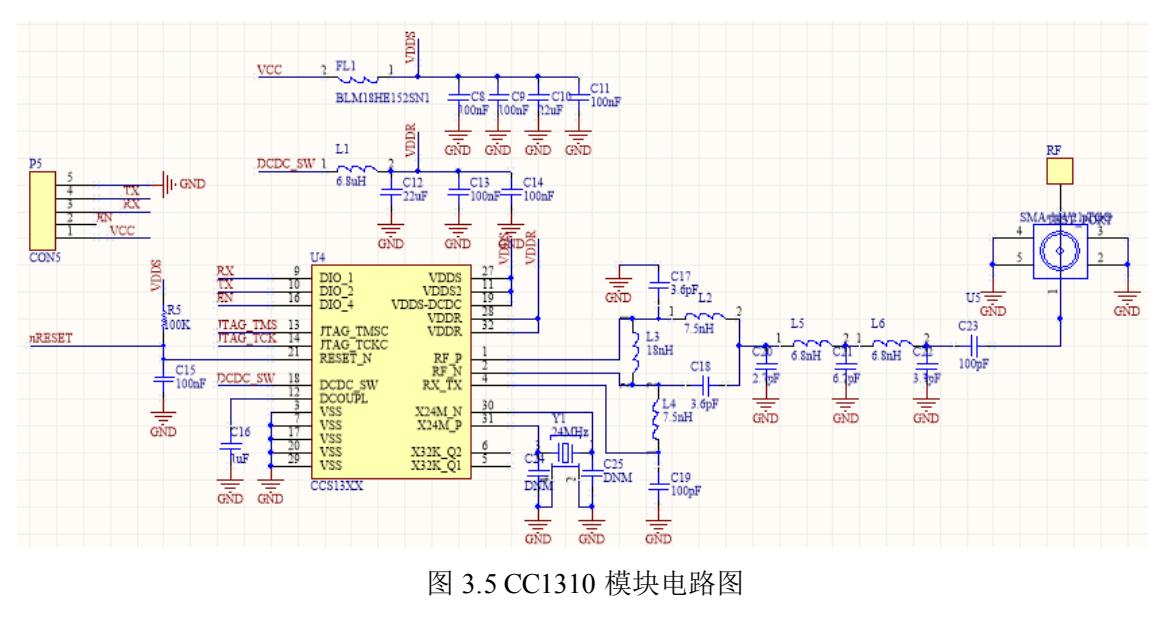 VCC
2
FL1
1
BLM18HE152SN1
VDDS
C8
100nF
C9
100nF
C10
22uF
C11
100nF
GND
GND
GND
GND
DCDC_SW
1
L1
2
6.8uH
VDDR
C12
22uF
C13
100nF
C14
100nF
GND
GND
GND
P5
5
4
3
2
1
GND
TX
RX
EN
VCC
CON5
VDDS
R5
100K
nRESET
C15
100nF
GND
VDDS
VDDR
U4
RX
9
DIO_1
TX
10
DIO_2
EN
16
DIO_4
JTAG_TMS
13
JTAG_TMSC
JTAG_TCK
14
JTAG_TCKC
21
RESET_N
DCDC_SW
18
DCDC_SW
12
DCOUPL
3
VSS
7
VSS
17
VSS
20
VSS
29
VSS
VDDS
27
VDDS2
11
VDDS-DCDC
19
VDDR
28
VDDR
32
RF_P
1
RF_N
2
RX_TX
4
X24M_N
30
X24M_P
31
X32K_Q2
6
X32K_Q1
5
CCS13XX
C16
1uF
GND
GND
Y1
24MHz
C24
DNM
C25
DNM
2
GND
GND
GND
C17
3.6pF
1
L2
2
7.5nH
L3
18nH
C18
3.6pF
L4
7.5nH
C19
100pF
GND
C20
2.7pF
GND
1
L5
2
6.8nH
C21
6.7pF
GND
1
L6
2
6.8nH
C22
GND
C23
100pF
RF
4
3
5
2
1
U5
GND
GND
图 3.5 CC1310 模块电路图